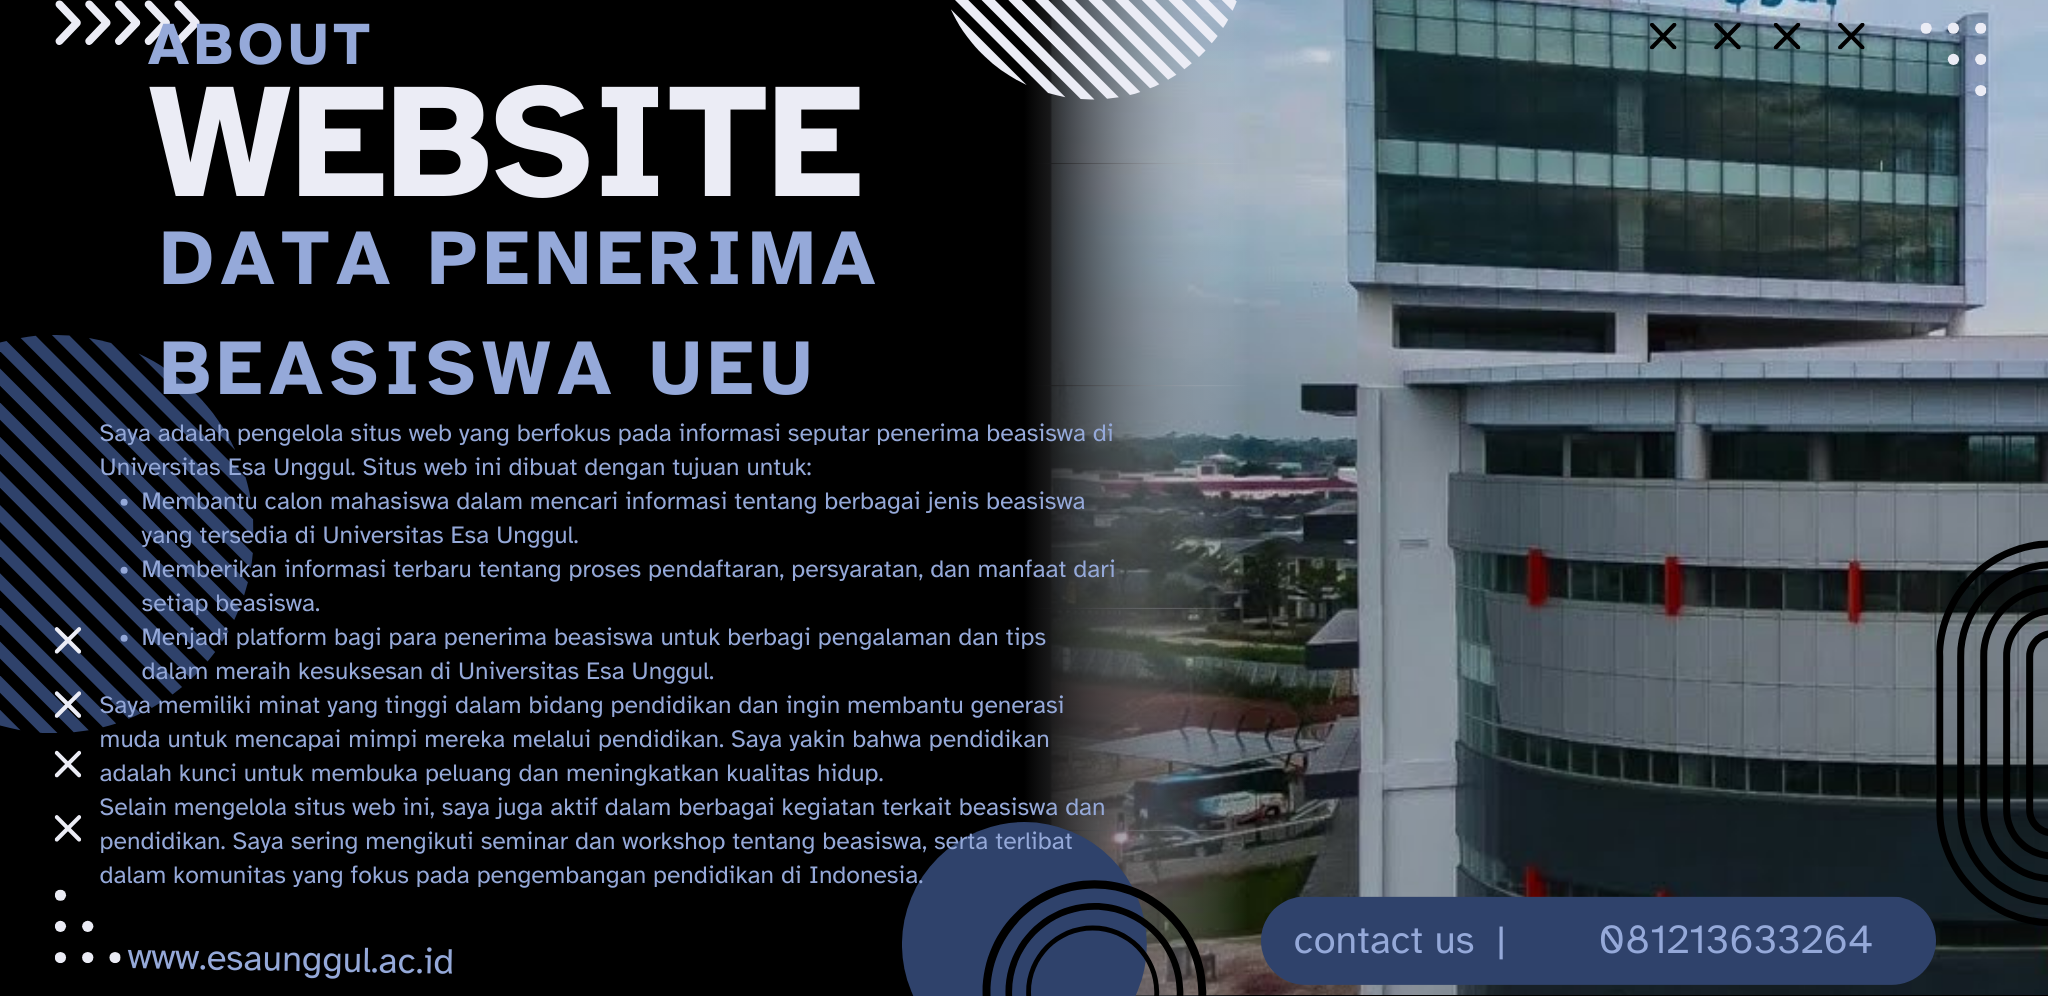 ABOUT
WEBSITE
DATA PENERIMA
BEASISWA UEU
Saya adalah pengelola situs web yang berfokus pada informasi seputar penerima beasiswa di
Universitas Esa Unggul. Situs web ini dibuat dengan tujuan untuk:
• Membantu calon mahasiswa dalam mencari informasi tentang berbagai jenis beasiswa
yang tersedia di Universitas Esa Unggul.
• Memberikan informasi terbaru tentang proses pendaftaran, persyaratan, dan manfaat dari
setiap beasiswa.
• Menjadi platform bagi para penerima beasiswa untuk berbagi pengalaman dan tips
dalam meraih kesuksesan di Universitas Esa Unggul.
Saya memiliki minat yang tinggi dalam bidang pendidikan dan ingin membantu generasi
muda untuk mencapai mimpi mereka melalui pendidikan. Saya yakin bahwa pendidikan
adalah kunci untuk membuka peluang dan meningkatkan kualitas hidup.
Selain mengelola situs web ini, saya juga aktif dalam berbagai kegiatan terkait beasiswa dan
pendidikan. Saya sering mengikuti seminar dan workshop tentang beasiswa, serta terlibat
dalam komunitas yang fokus pada pengembangan pendidikan di Indonesia.
www.esaunggul.ac.id
contact us | 081213633264